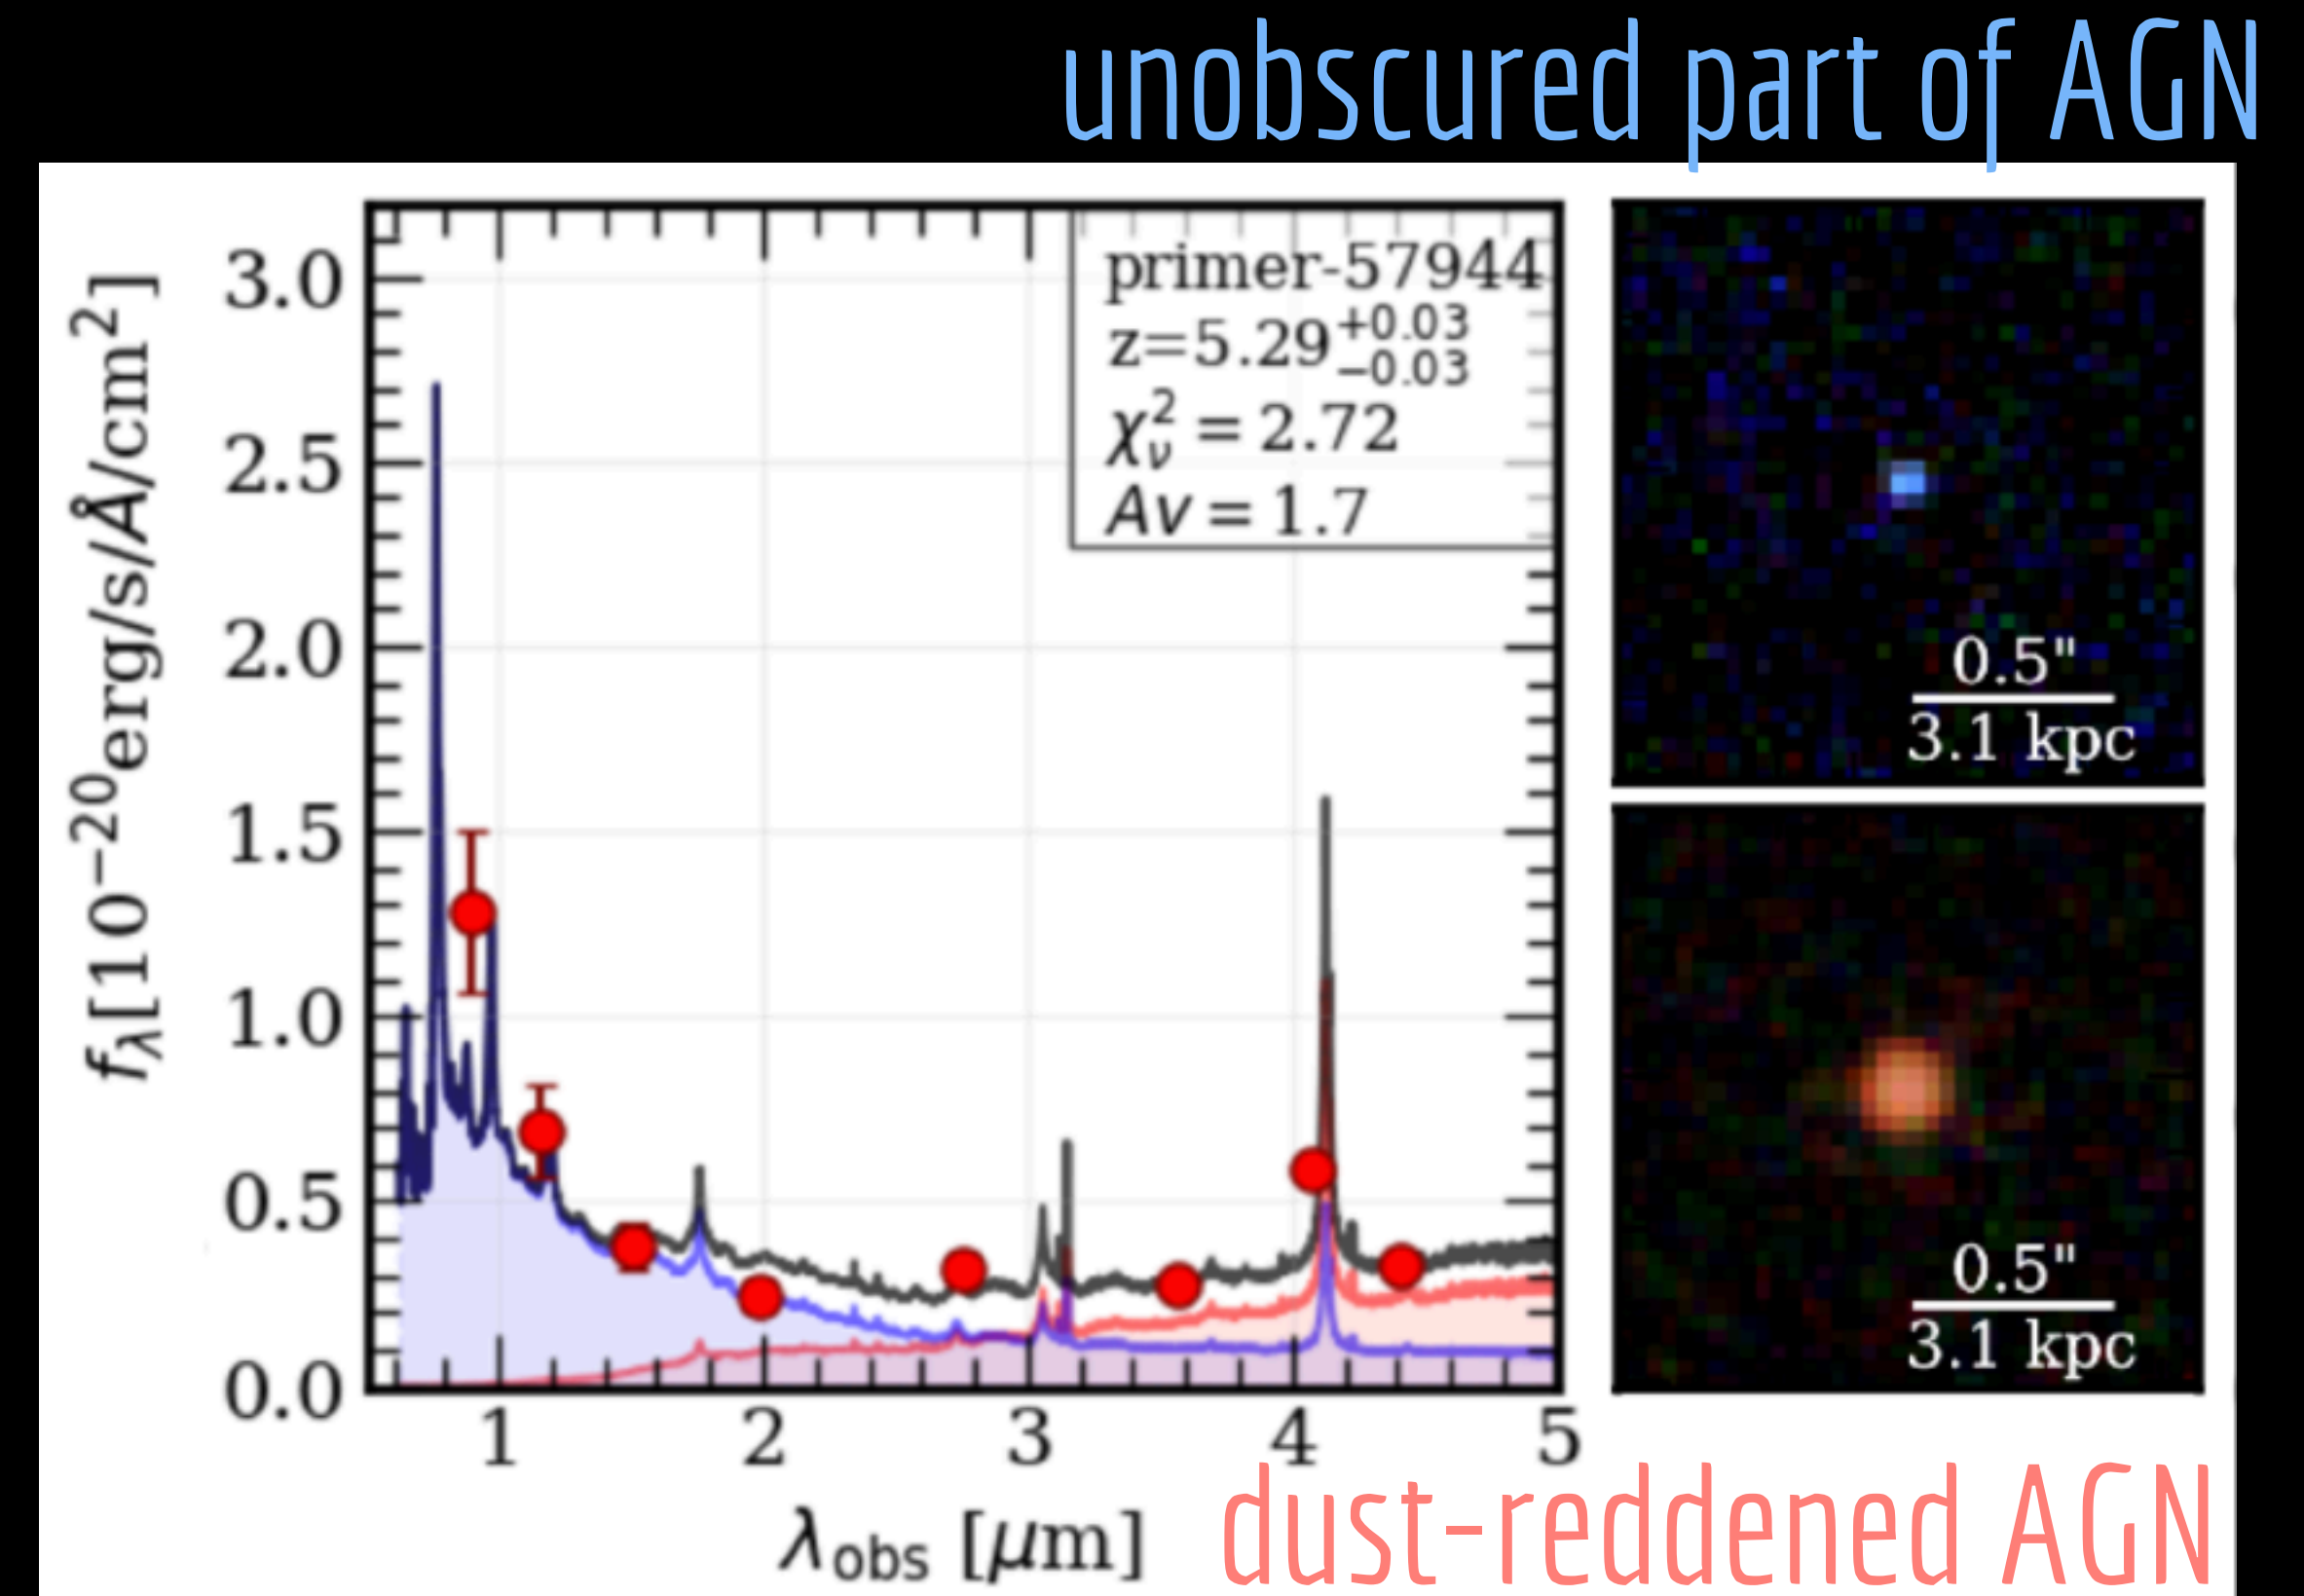 unobscured part of AGN
primer-57944
z=5.29 +0.03 −0.03
χ²ᵥ = 2.72
Av = 1.7
fλ[10⁻²⁰erg/s/Å/cm²]
3.0
2.5
2.0
1.5
1.0
0.5
0.0
1 2 3 4 5
λobs [μm]
0.5"
3.1 kpc
0.5"
3.1 kpc
dust-reddened AGN